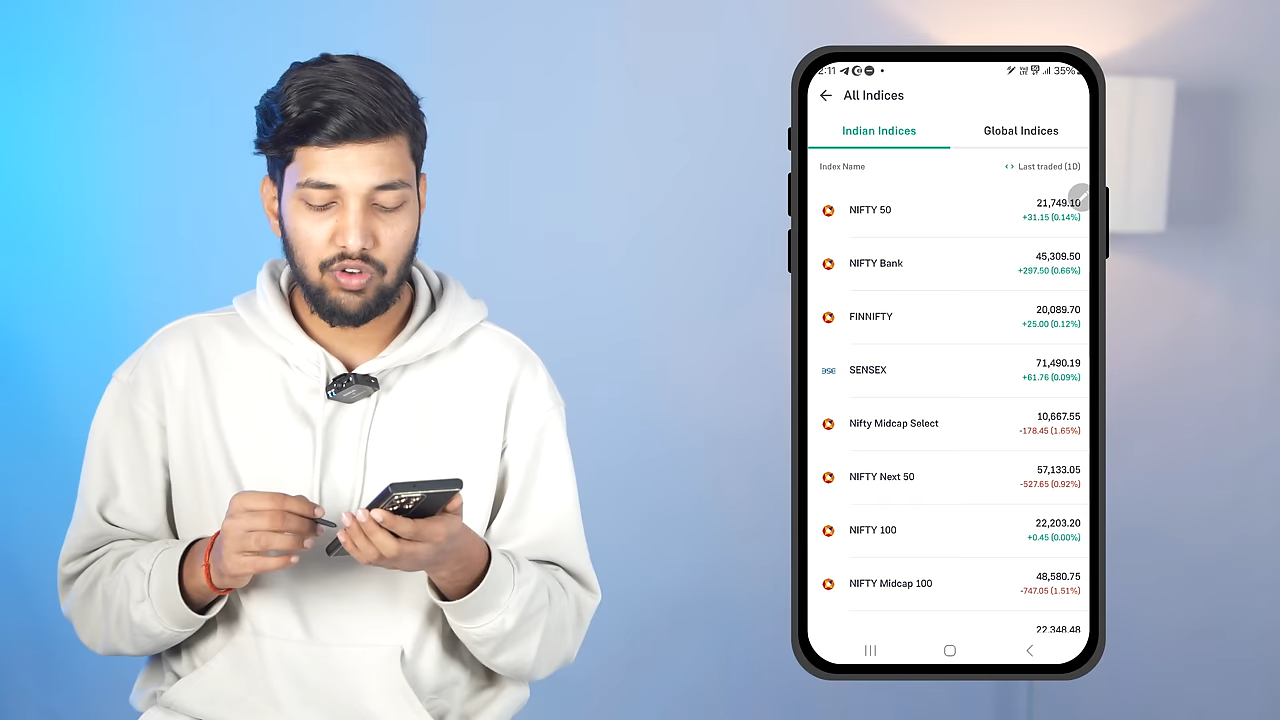 2:11 35%
All Indices
Indian Indices Global Indices
Index Name <> Last traded (1D)
NIFTY 50 21,749.10
+31.15 (0.14%)
NIFTY Bank 45,309.50
+297.50 (0.66%)
FINNIFTY 20,089.70
+25.00 (0.12%)
BSE SENSEX 71,490.19
+61.76 (0.09%)
Nifty Midcap Select 10,667.55
-178.45 (1.65%)
NIFTY Next 50 57,133.05
-527.65 (0.92%)
NIFTY 100 22,203.20
+0.45 (0.00%)
NIFTY Midcap 100 48,580.75
-747.05 (1.51%)
22,348.48